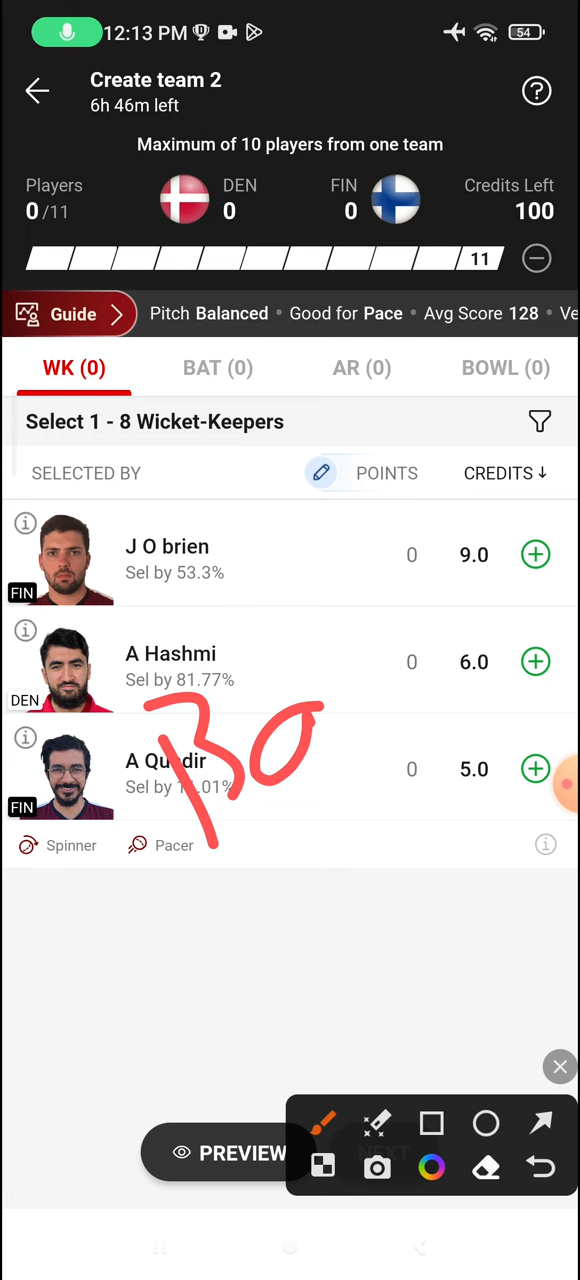 12:13 PM
54
Create team 2
6h 46m left
Maximum of 10 players from one team
Players DEN FIN Credits Left
0/11 0 0 100
11
Guide Pitch Balanced • Good for Pace • Avg Score 128 • Ve
WK (0) BAT (0) AR (0) BOWL (0)
Select 1 - 8 Wicket-Keepers
SELECTED BY POINTS CREDITS↓
J O brien 0 9.0
Sel by 53.3%
FIN
A Hashmi 0 6.0
Sel by 81.77%
DEN
A 0 5.0
Sel by
FIN
Spinner Pacer
PREVIEW NEXT